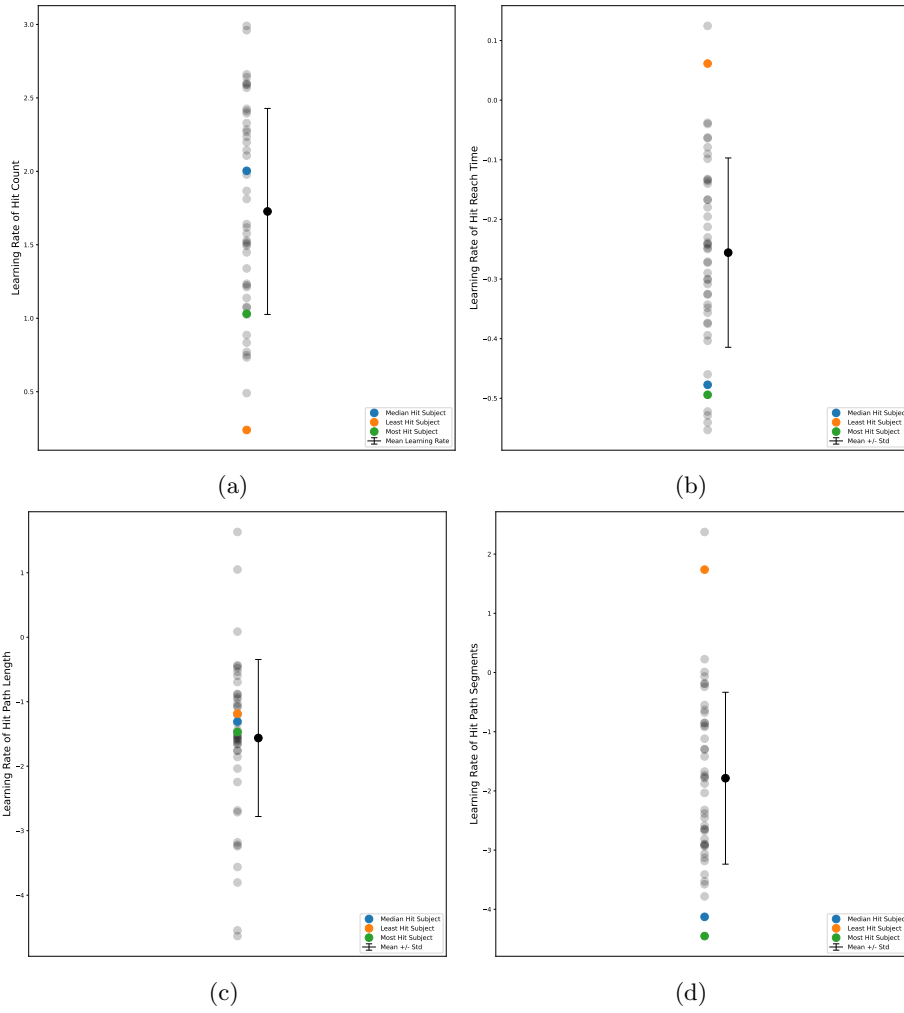 Learning Rate of Hit Count
3.0
2.5
2.0
1.5
1.0
0.5
Median Hit Subject
Least Hit Subject
Most Hit Subject
Mean Learning Rate
(a)
Learning Rate of Hit Reach Time
0.1
0.0
−0.1
−0.2
−0.3
−0.4
−0.5
Median Hit Subject
Least Hit Subject
Most Hit Subject
Mean +/- Std
(b)
Learning Rate of Hit Path Length
1
0
−1
−2
−3
−4
Median Hit Subject
Least Hit Subject
Most Hit Subject
Mean +/- Std
(c)
Learning Rate of Hit Path Segments
2
1
0
−1
−2
−3
−4
Median Hit Subject
Least Hit Subject
Most Hit Subject
Mean +/- Std
(d)